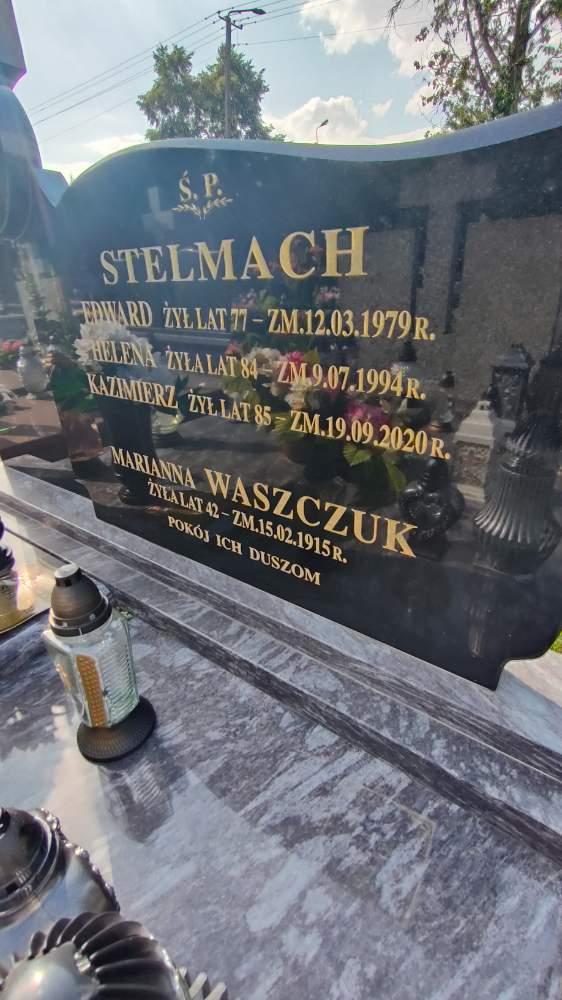 Ś. P.
STELMACH
EDWARD ŻYŁ LAT 77 – ZM.12.03.1979 R.
HELENA ŻYŁA LAT 84 – ZM.9.07.1994 R.
KAZIMIERZ ŻYŁ LAT 85 – ZM.19.09.2020 R.
MARIANNA WASZCZUK
ŻYŁA LAT 42 – ZM.15.02.1915 R.
POKÓJ ICH DUSZOM